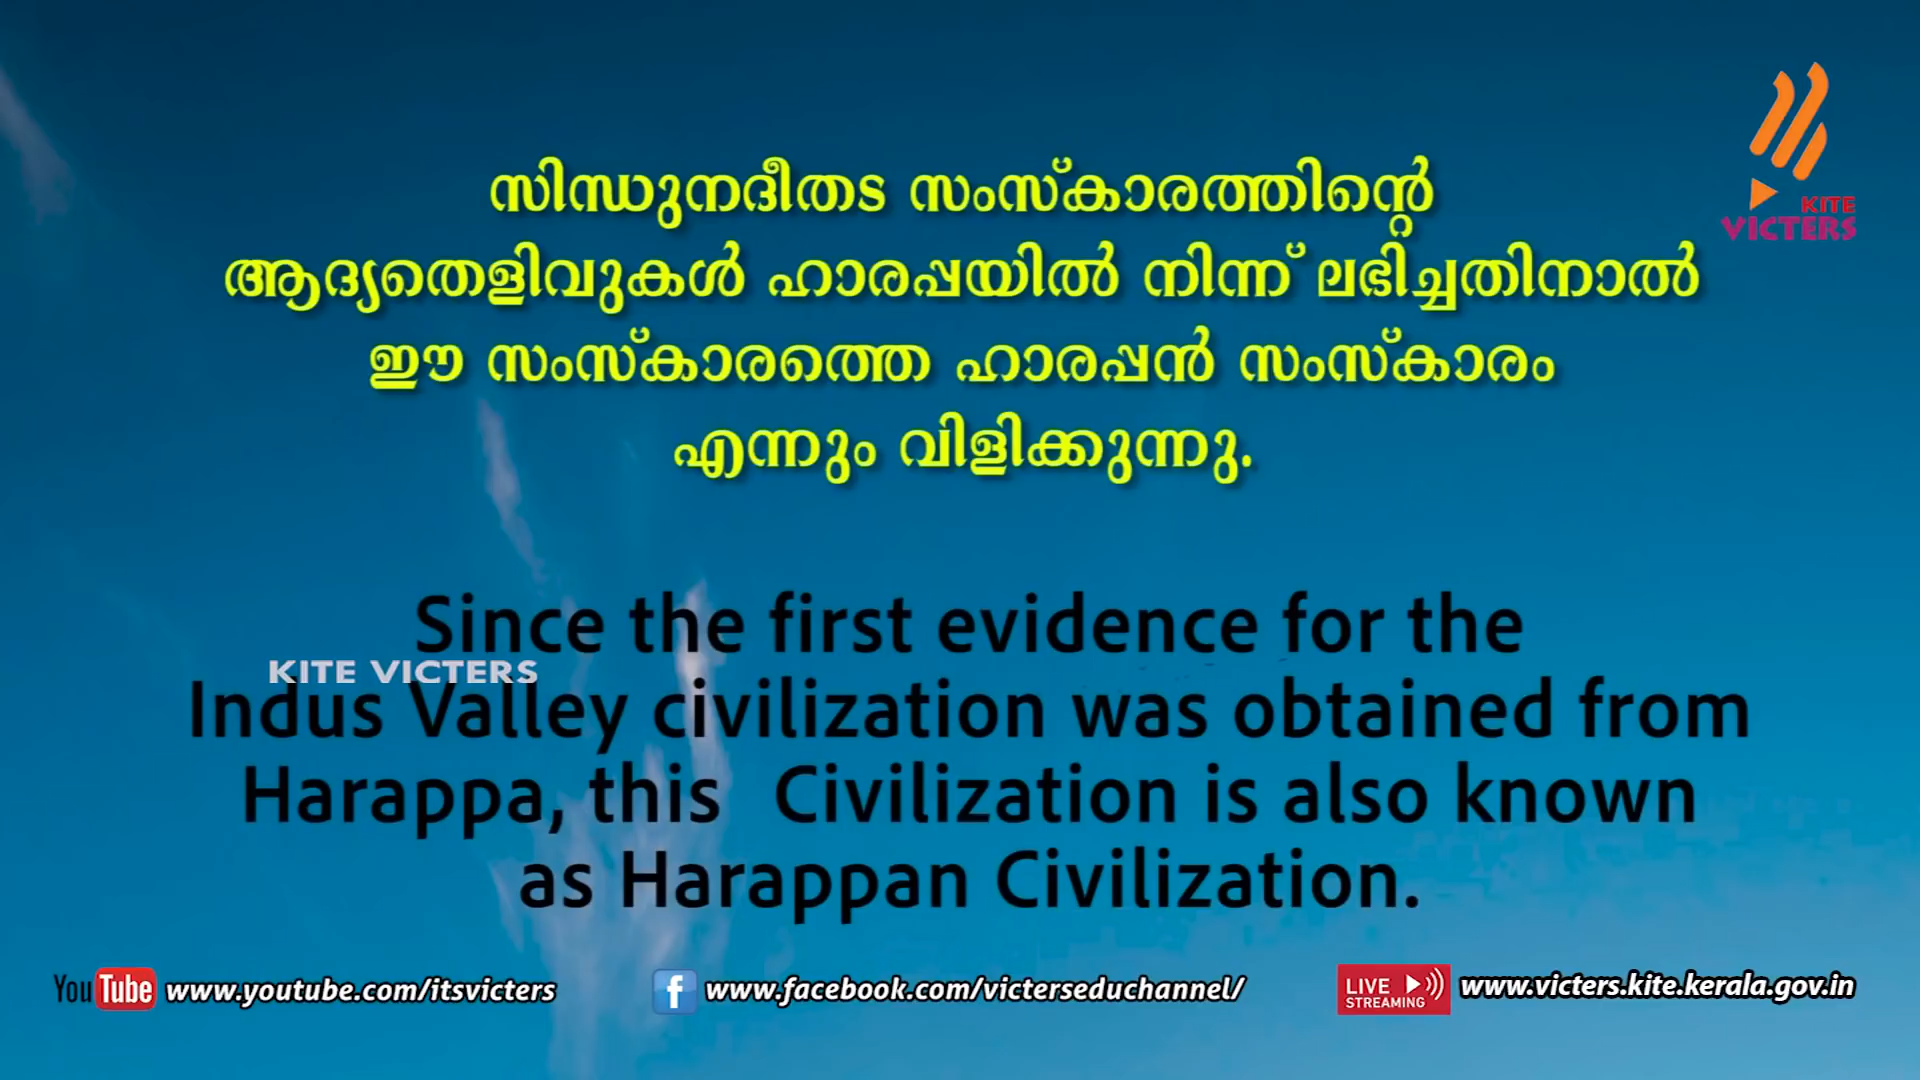 സിന്ധുനദീതട സംസ്കാരത്തിന്റെ
ആദ്യതെളിവുകൾ ഹാരപ്പയിൽ നിന്ന് ലഭിച്ചതിനാൽ
ഈ സംസ്കാരത്തെ ഹാരപ്പൻ സംസ്കാരം
എന്നും വിളിക്കുന്നു.
KITE
VICTERS
Since the first evidence for the
KITE VICTERS
Indus Valley civilization was obtained from
Harappa, this Civilization is also known
as Harappan Civilization.
YouTube www.youtube.com/itsvicters
f www.facebook.com/victerseduchannel/
LIVE STREAMING www.victers.kite.kerala.gov.in